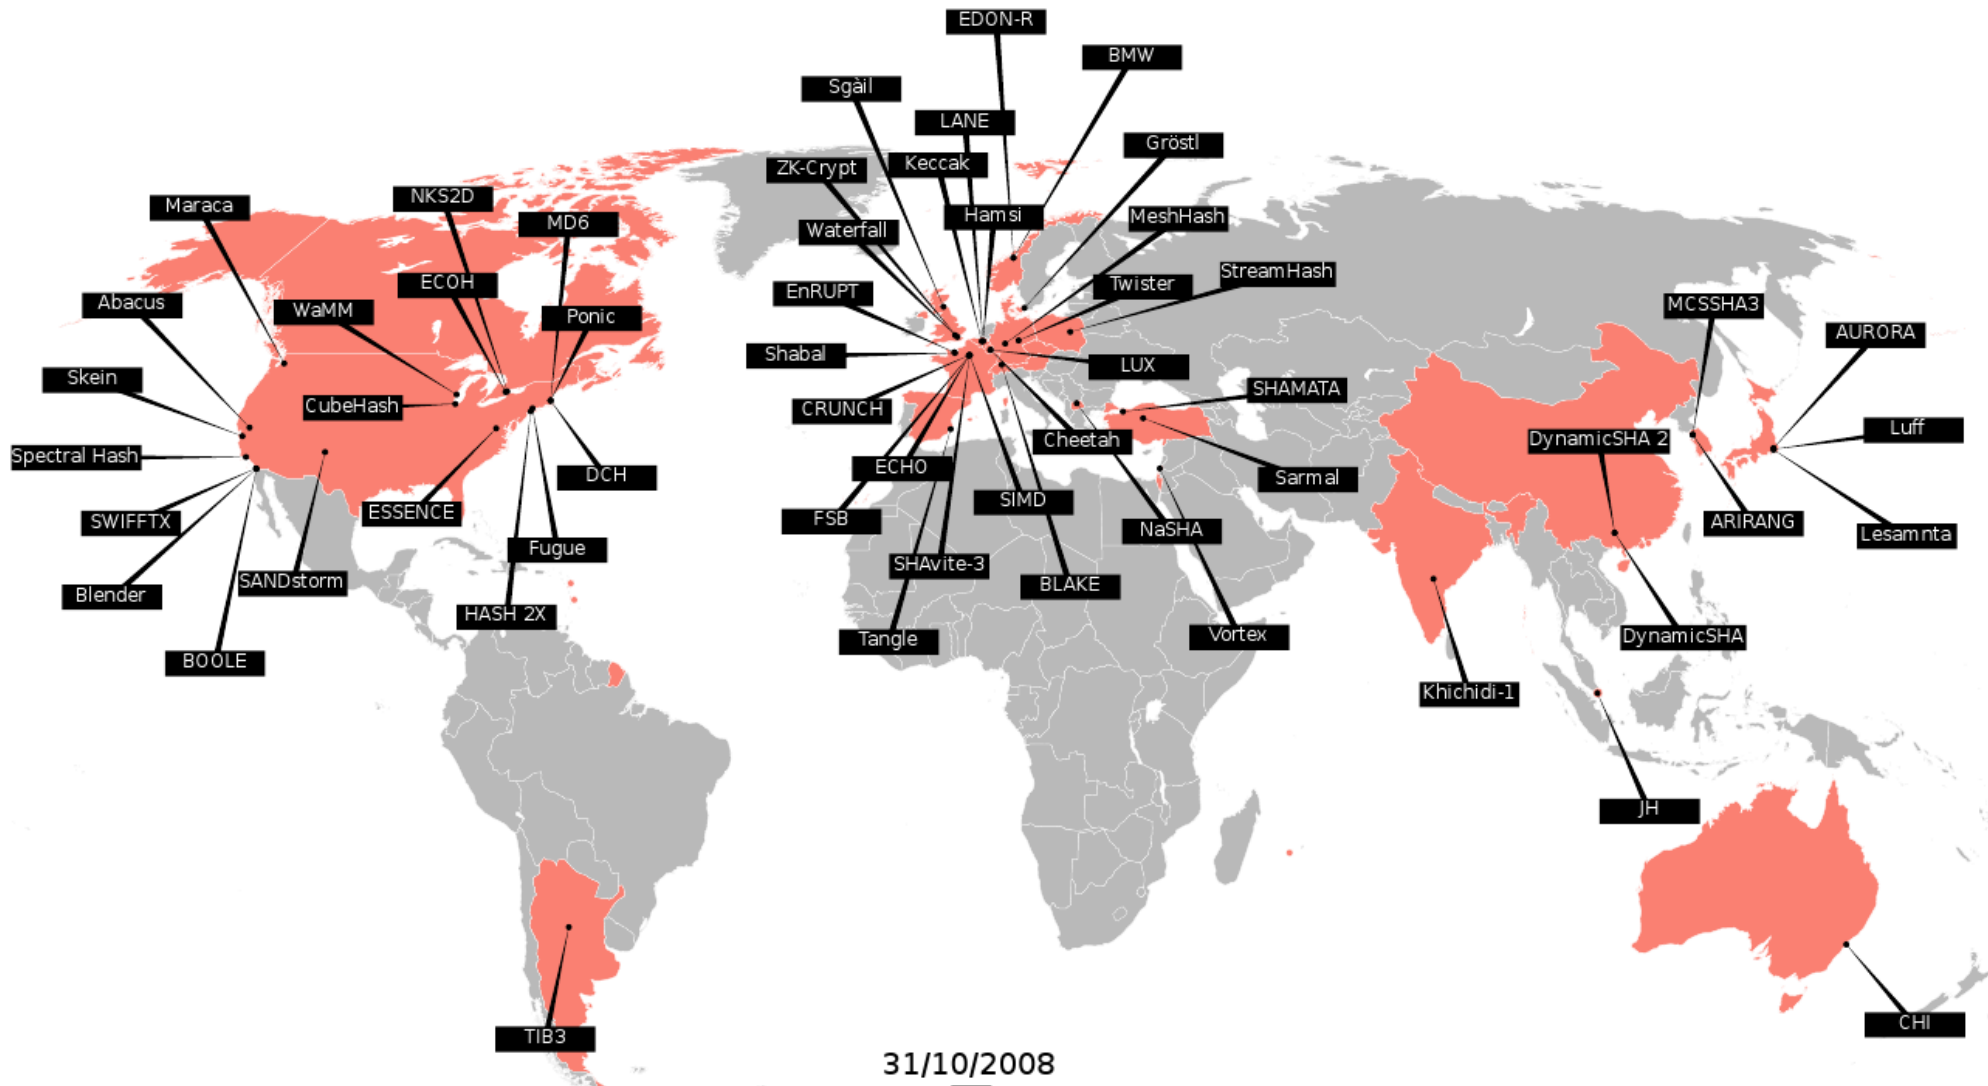 EDON-R
BMW
Sgàil
LANE
Gröstl
ZK-Crypt
Keccak
NKS2D
Maraca
MD6
Hamsi
MeshHash
Waterfall
StreamHash
ECOH
Twister
EnRUPT
Abacus
MCSSHA3
WaMM
Ponic
AURORA
Shabal
LUX
Skein
SHAMATA
CubeHash
CRUNCH
Luff
Cheetah
DynamicSHA 2
Spectral Hash
ECHO
DCH
Sarmal
SIMD
ESSENCE
FSB
SWIFFTX
ARIRANG
NaSHA
Lesamnta
Fugue
SHAvite-3
SANDstorm
BLAKE
Blender
HASH 2X
Tangle
Vortex
DynamicSHA
BOOLE
Khichidi-1
JH
CHI
TIB3
31/10/2008